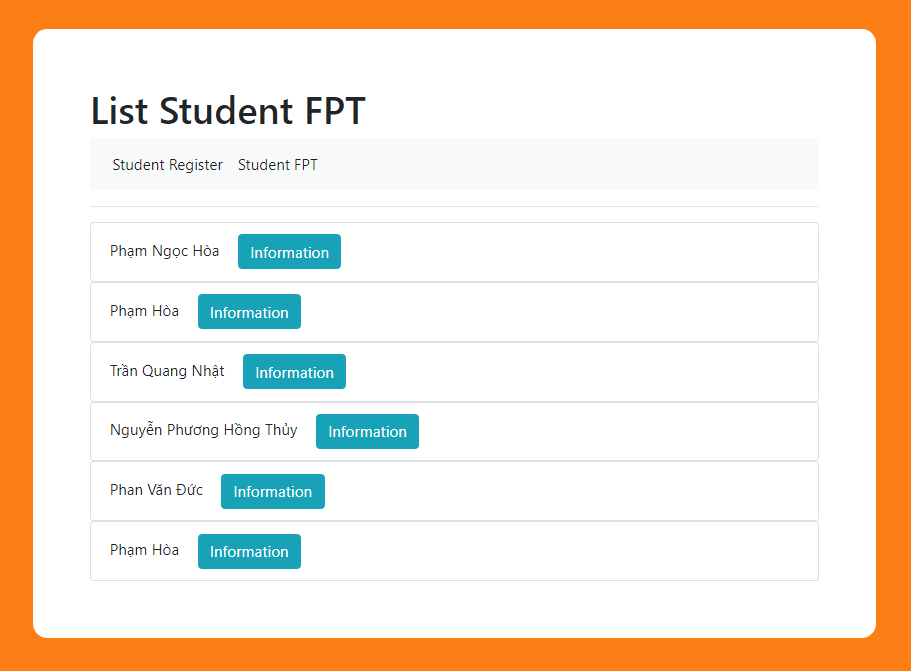 List Student FPT
Student Register Student FPT
Phạm Ngọc Hòa Information
Phạm Hòa Information
Trần Quang Nhật Information
Nguyễn Phương Hồng Thủy Information
Phan Văn Đức Information
Phạm Hòa Information